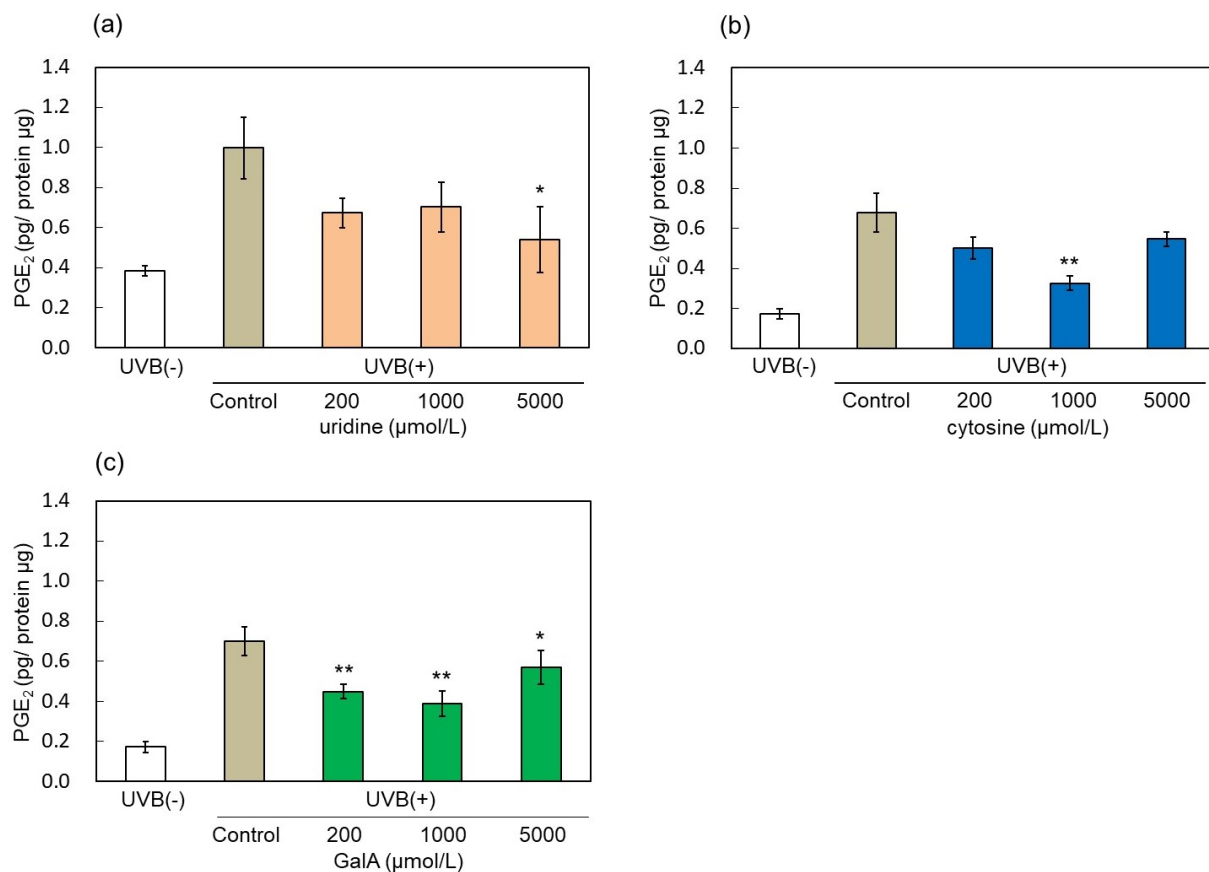 (a)
PGE₂ (pg/ protein µg)
1.4
1.2
1.0
0.8
0.6
0.4
0.2
0.0
*
UVB(-) UVB(+)
Control 200 1000 5000
uridine (µmol/L)
(b)
PGE₂ (pg/ protein µg)
1.4
1.2
1.0
0.8
0.6
0.4
0.2
0.0
**
UVB(-) UVB(+)
Control 200 1000 5000
cytosine (µmol/L)
(c)
PGE₂ (pg/ protein µg)
1.4
1.2
1.0
0.8
0.6
0.4
0.2
0.0
** ** *
UVB(-) UVB(+)
Control 200 1000 5000
GalA (µmol/L)